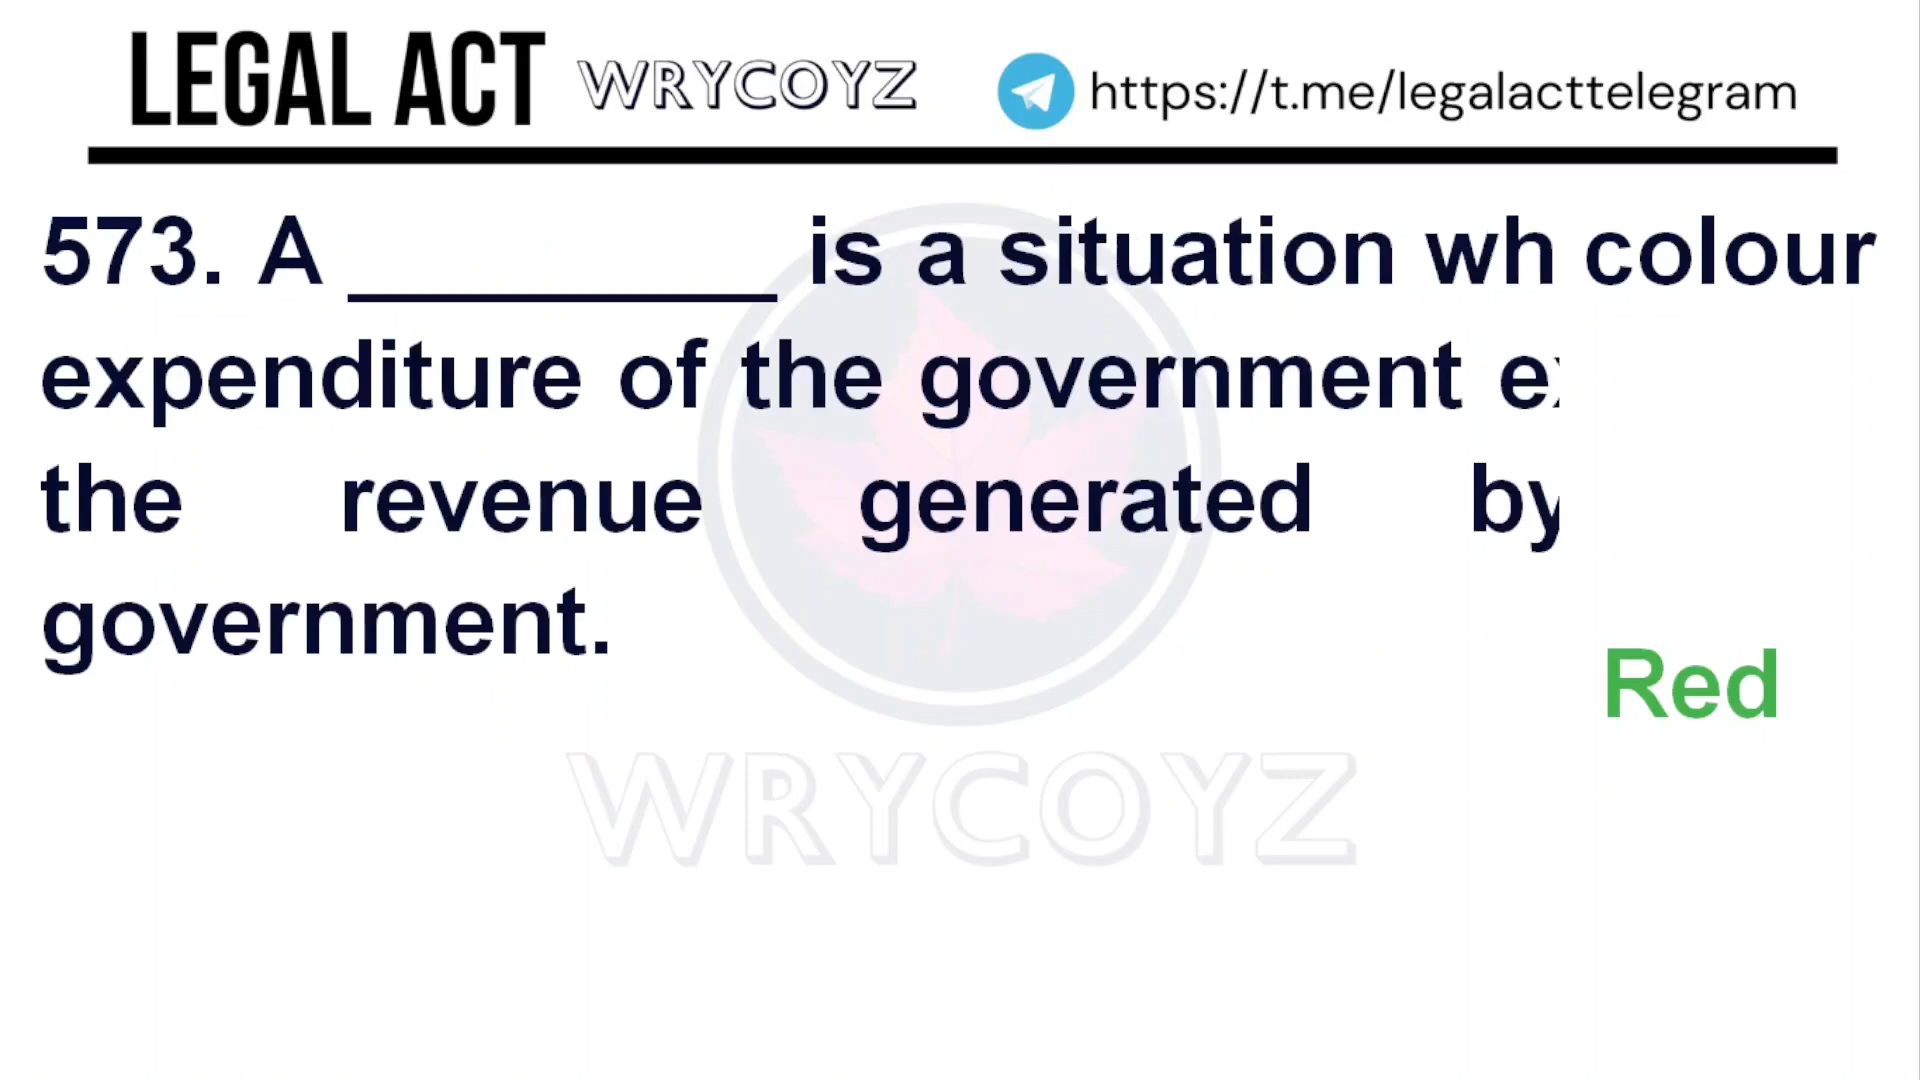 LEGAL ACT WRYCOYZ https://t.me/legalacttelegram
573. A __________ is a situation wh colour
expenditure of the government e
the revenue generated by
government.
Red
WRYCOYZ